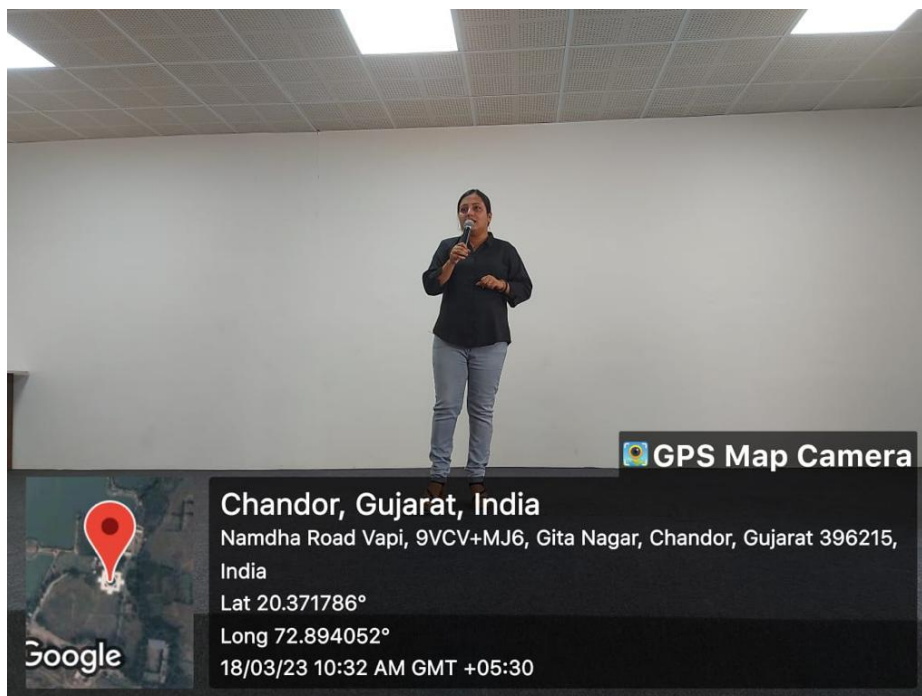 GPS Map Camera
Chandor, Gujarat, India
Namdha Road Vapi, 9VCV+MJ6, Gita Nagar, Chandor, Gujarat 396215,
India
Lat 20.371786°
Long 72.894052°
18/03/23 10:32 AM GMT +05:30
Google